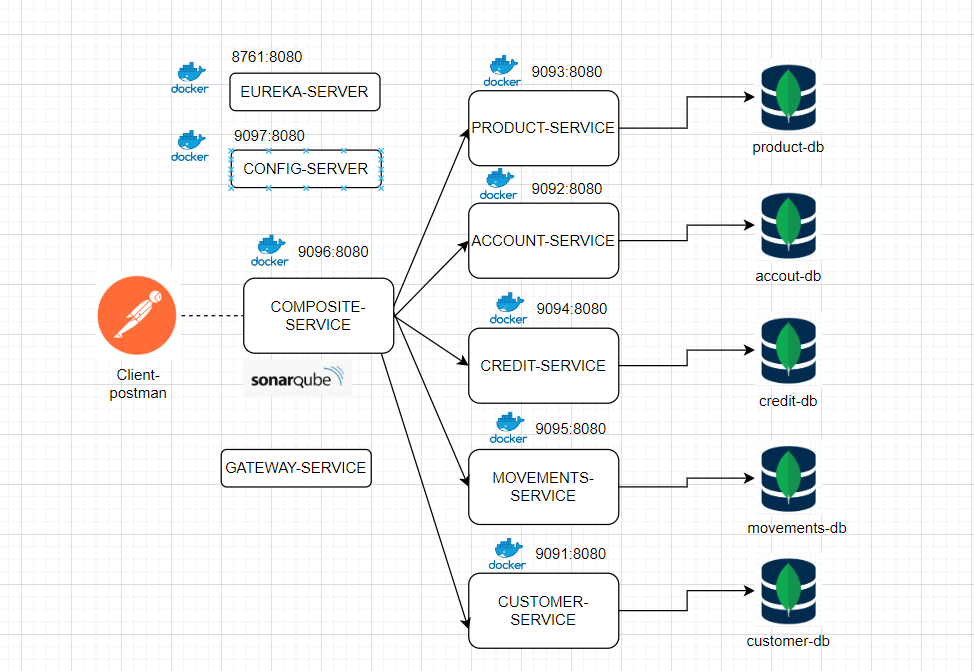 8761:8080
docker
EUREKA-SERVER
9097:8080
docker
CONFIG-SERVER
docker
9096:8080
COMPOSITE-
SERVICE
sonarqube
Client-
postman
GATEWAY-SERVICE
docker
9093:8080
PRODUCT-SERVICE
product-db
docker
9092:8080
ACCOUNT-SERVICE
accout-db
docker
9094:8080
CREDIT-SERVICE
credit-db
docker
9095:8080
MOVEMENTS-
SERVICE
movements-db
docker
9091:8080
CUSTOMER-
SERVICE
customer-db